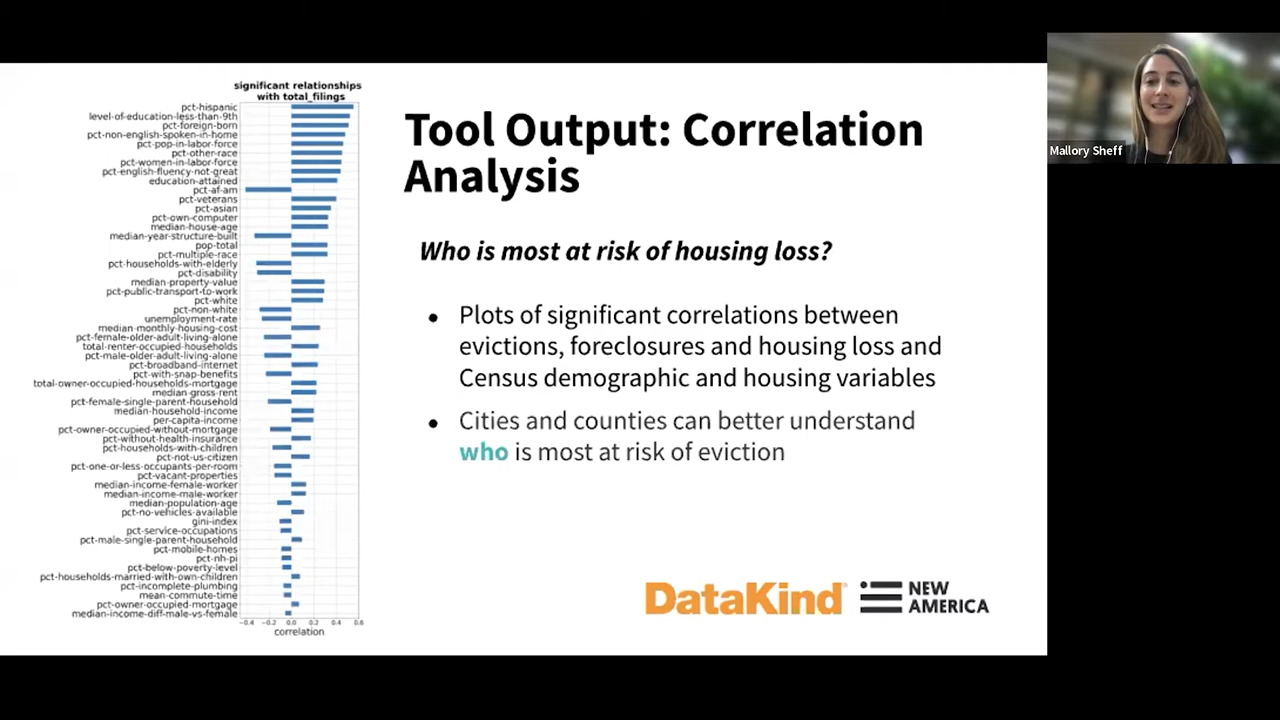 significant relationships
with total_filings
pct-hispanic
level-of-education-less-than-9th
pct-foreign-born
pct-non-english-spoken-in-home
pct-pop-in-labor-force
pct-other-race
pct-women-in-labor-force
pct-english-fluency-not-great
education-attained
pct-af-am
pct-veterans
pct-asian
pct-own-computer
median-house-age
median-year-structure-built
pop-total
pct-multiple-race
pct-households-with-elderly
pct-disability
median-property-value
pct-public-transport-to-work
pct-white
pct-non-white
unemployment-rate
median-monthly-housing-cost
pct-female-older-adult-living-alone
total-renter-occupied-households
pct-male-older-adult-living-alone
pct-broadband-internet
pct-with-snap-benefits
total-owner-occupied-households-mortgage
median-gross-rent
pct-female-single-parent-household
median-household-income
per-capita-income
pct-owner-occupied-without-mortgage
pct-without-health-insurance
pct-households-with-children
pct-not-us-citizen
pct-one-or-less-occupants-per-room
pct-vacant-properties
median-income-female-worker
median-income-male-worker
median-population-age
pct-no-vehicles-available
gini-index
pct-service-occupations
pct-male-single-parent-household
pct-mobile-homes
pct-nh-pi
pct-below-poverty-level
pct-households-married-with-own-children
pct-incomplete-plumbing
mean-commute-time
pct-owner-occupied-mortgage
median-income-diff-male-vs-female
−0.4 −0.2 0.0 0.2 0.4 0.6
correlation
Tool Output: Correlation
Analysis
Who is most at risk of housing loss?
• Plots of significant correlations between
evictions, foreclosures and housing loss and
Census demographic and housing variables
• Cities and counties can better understand
who is most at risk of eviction
DataKind
NEW
AMERICA
Mallory Sheff